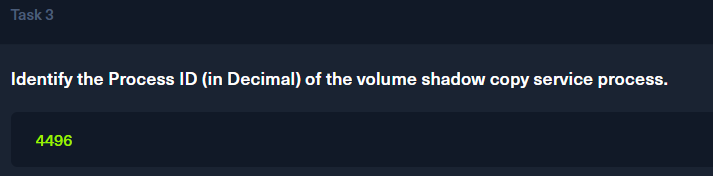 Task 3
Identify the Process ID (in Decimal) of the volume shadow copy service process.
4496